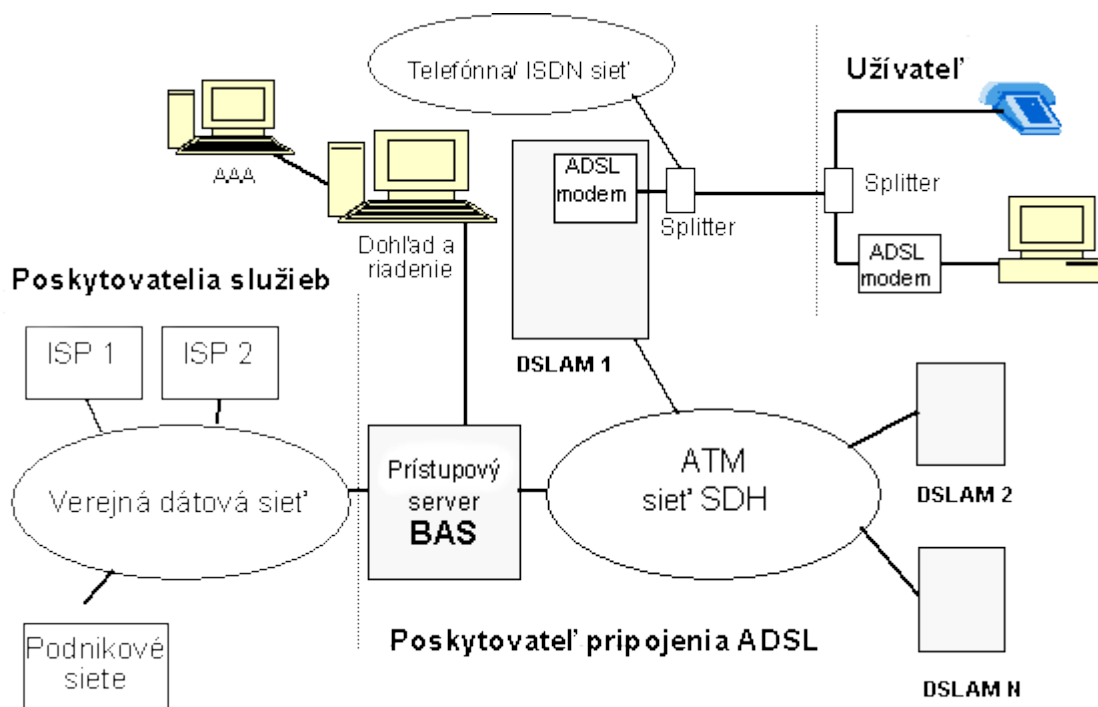 Telefónna/ ISDN sieť
Užívateľ
AAA
ADSL
modem
Splitter
Splitter
Dohľad a
riadenie
ADSL
modem
Poskytovatelia služieb
ISP 1
ISP 2
DSLAM 1
Verejná dátová sieť
Prístupový
server
BAS
ATM
sieť SDH
DSLAM 2
Podnikové
siete
Poskytovateľ pripojenia ADSL
DSLAM N